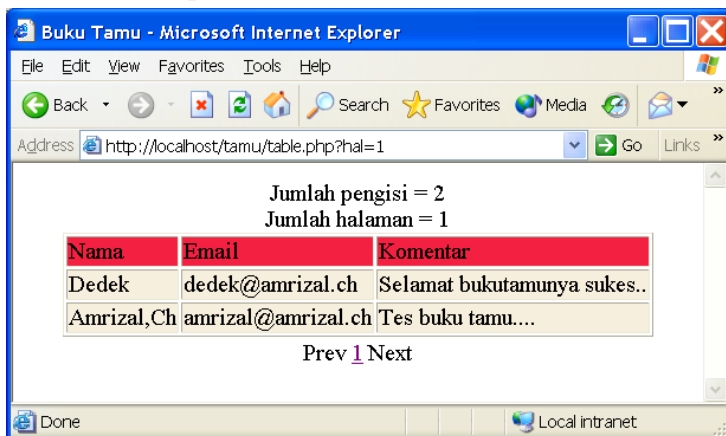 Buku Tamu - Microsoft Internet Explorer
File Edit View Favorites Tools Help
Back Search Favorites Media »
Address http://localhost/tamu/table.php?hal=1 Go Links »
Jumlah pengisi = 2
Jumlah halaman = 1
Nama Email Komentar
Dedek dedek@amrizal.ch Selamat bukutamunya sukes..
Amrizal,Ch amrizal@amrizal.ch Tes buku tamu....
Prev 1 Next
Done Local intranet